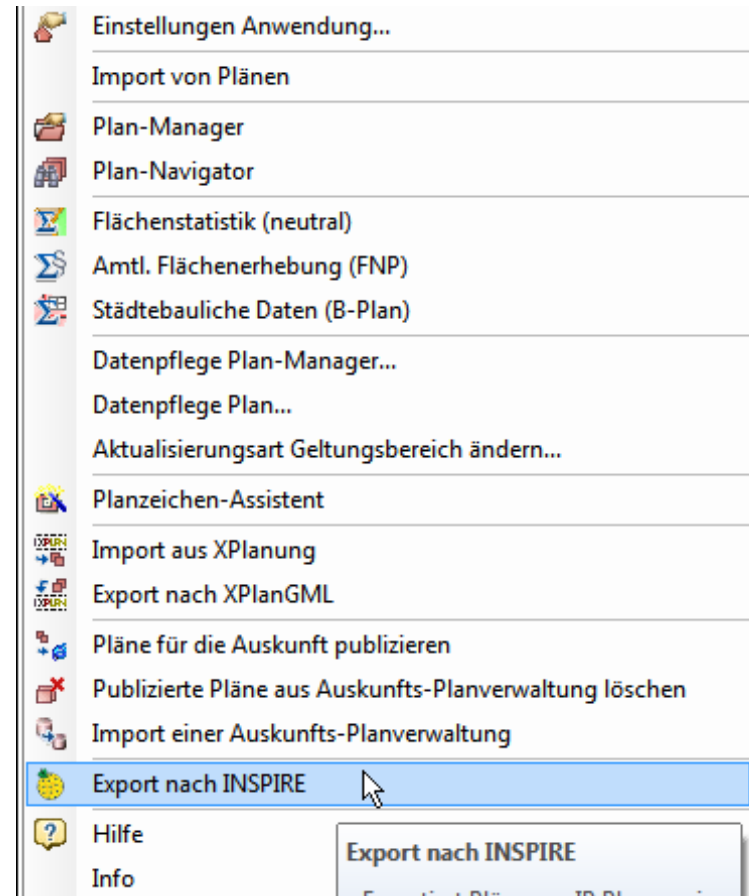 Einstellungen Anwendung...
Import von Plänen
Plan-Manager
Plan-Navigator
Flächenstatistik (neutral)
Amtl. Flächenerhebung (FNP)
Städtebauliche Daten (B-Plan)
Datenpflege Plan-Manager...
Datenpflege Plan...
Aktualisierungsart Geltungsbereich ändern...
Planzeichen-Assistent
Import aus XPlanung
Export nach XPlanGML
Pläne für die Auskunft publizieren
Publizierte Pläne aus Auskunfts-Planverwaltung löschen
Import einer Auskunfts-Planverwaltung
Export nach INSPIRE
Hilfe
Export nach INSPIRE
Info